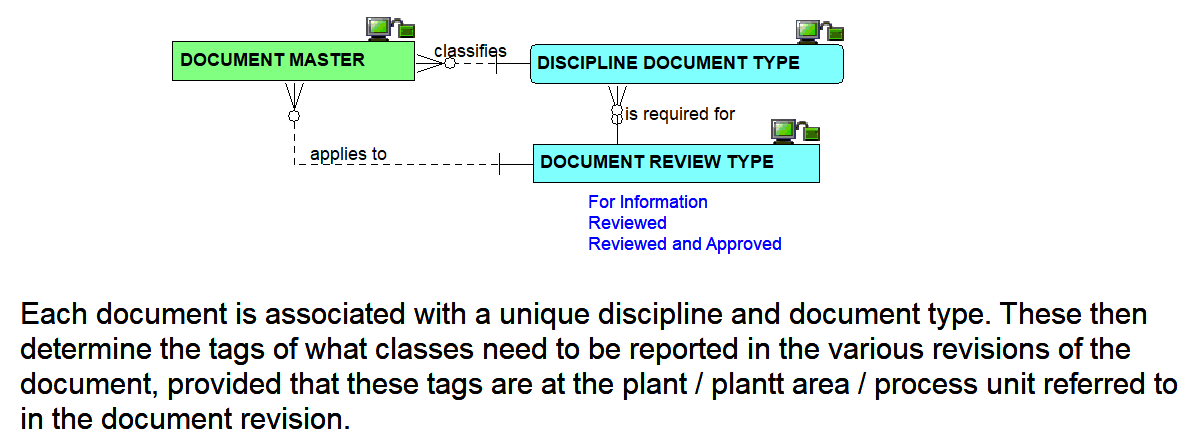 DOCUMENT MASTER
classifies
DISCIPLINE DOCUMENT TYPE
is required for
applies to
DOCUMENT REVIEW TYPE
For Information
Reviewed
Reviewed and Approved
Each document is associated with a unique discipline and document type. These then
determine the tags of what classes need to be reported in the various revisions of the
document, provided that these tags are at the plant / plantt area / process unit referred to
in the document revision.